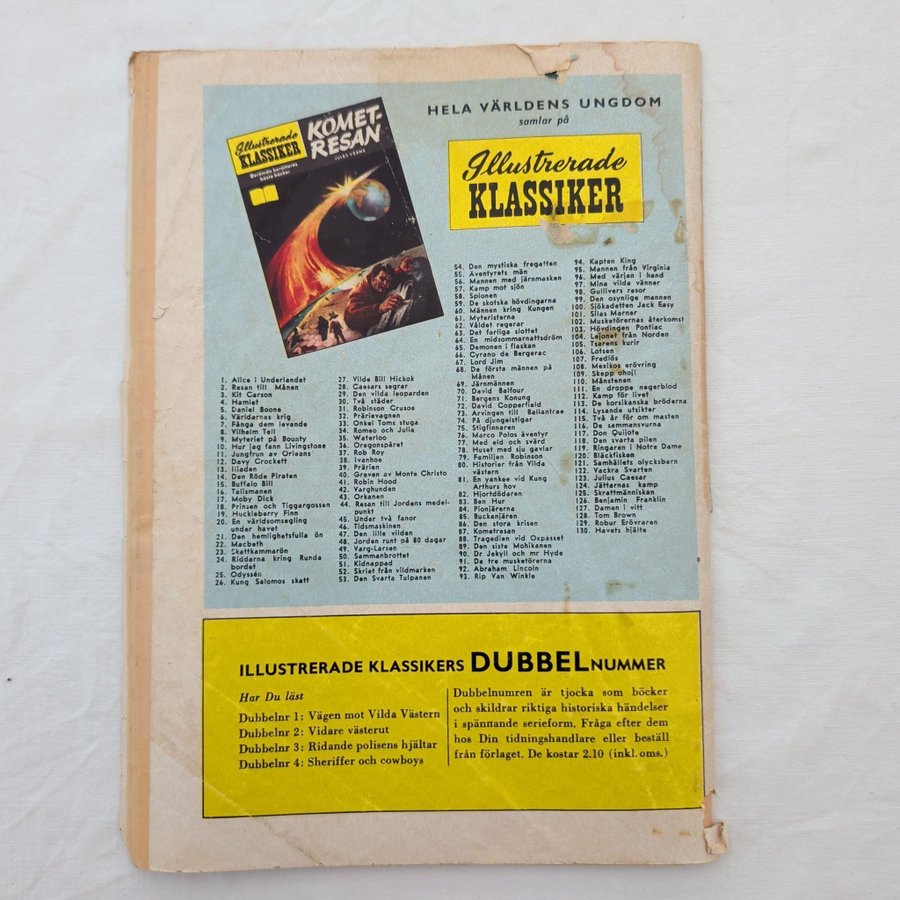 HELA VÄRLDENS UNGDOM
samlar på
Illustrerade
KLASSIKER
Illustrerade
KLASSIKER
Berömda berättares
bästa böcker
KOMET-
RESAN
JULES VERNE
1. Alice i Underlandet
2. Resan till Månen
3. Kit Carson
4. Hamlet
5. Daniel Boone
6. Världarnas krig
7. Fånga dem levande
8. Vilhelm Tell
9. Myteriet på Bounty
10. Hur jag fann Livingstone
11. Jungfrun av Orleans
12. Davy Crockett
13. Iliaden
14. Den Röde Piraten
15. Buffalo Bill
16. Talismanen
17. Moby Dick
18. Prinsen och Tiggargossen
19. Huckleberry Finn
20. En världsomsegling
under havet
21. Den hemlighetsfulla ön
22. Macbeth
23. Skattkammarön
24. Riddarna kring Runda
bordet
25. Odyssén
26. Kung Salomos skatt
27. Vilde Bill Hickok
28. Caesars segrar
29. Den vilda leoparden
30. Två städer
31. Robinson Crusoe
32. Prärievagnen
33. Onkel Toms stuga
34. Romeo och Julia
35. Waterloo
36. Oregonspåret
37. Rob Roy
38. Ivanhoe
39. Prärien
40. Greven av Monte Christo
41. Robin Hood
42. Varghunden
43. Orkanen
44. Resan till Jordens medel-
punkt
45. Under två fanor
46. Tidsmaskinen
47. Den lille vilden
48. Jorden runt på 80 dagar
49. Varg-Larsen
50. Sammanbrottet
51. Kidnappad
52. Skriet från vildmarken
53. Den Svarta Tulpanen
54. Den mystiska fregatten
55. Äventyrets män
56. Mannen med järnmasken
57. Kamp mot sjön
58. Spionen
59. De skotska hövdingarna
60. Männen kring Kungen
61. Myteristerna
62. Våldet regerar
63. Det farliga slottet
64. En midsommarnattsdröm
65. Demonen i flaskan
66. Cyrano de Bergerac
67. Lord Jim
68. De första männen på
Månen
69. Järnmännen
70. David Balfour
71. Bergens Konung
72. David Copperfield
73. Arvingen till Ballantrae
74. På djungelstigar
75. Stigfinnaren
76. Marco Polos äventyr
77. Med eld och svärd
78. Huset med sju gavlar
79. Familjen Robinson
80. Historier från Vilda
västern
81. En yankee vid Kung
Arthurs hov
82. Hjortdödaren
83. Ben Hur
84. Pionjärerna
85. Buckanjären
86. Den stora krisen
87. Kometresan
88. Tragedien vid Oxpasset
89. Den siste Mohikanen
90. Dr Jekyll och mr Hyde
91. De tre musketörerna
92. Abraham Lincoln
93. Rip Van Winkle
94. Kapten King
95. Mannen från Virginia
96. Med värjan i hand
97. Mina vilda vänner
98. Gullivers resor
99. Den osynlige mannen
100. Sjökadetten Jack Easy
101. Silas Marner
102. Musketörernas återkomst
103. Hövdingen Pontiac
104. Lejonet från Norden
105. Tsarens kurir
106. Lotsen
107. Fredlös
108. Mexikos erövring
109. Skepp ohoj!
110. Månstenen
111. En droppe negerblod
112. Kamp för livet
113. De korsikanska bröderna
114. Lysande utsikter
115. Två år för om masten
116. De sammansvurna
117. Don Quijote
118. Den svarta pilen
119. Ringaren i Notre Dame
120. Bläckfisken
121. Samhällets olycksbarn
122. Vackra Svarten
123. Julius Caesar
124. Jättarnas kamp
125. Skrattmänniskan
126. Benjamin Franklin
127. Damen i vitt
128. Tom Brown
129. Robur Erövraren
130. Havets hjälte
ILLUSTRERADE KLASSIKERS DUBBELNUMMER
Har Du läst
Dubbelnr 1: Vägen mot Vilda Västern
Dubbelnr 2: Vidare västerut
Dubbelnr 3: Ridande polisens hjältar
Dubbelnr 4: Sheriffer och cowboys
Dubbelnumren är tjocka som böcker
och skildrar riktiga historiska händelser
i spännande serieform. Fråga efter dem
hos Din tidningshandlare eller beställ
från förlaget. De kostar 2.10 (inkl. oms.)